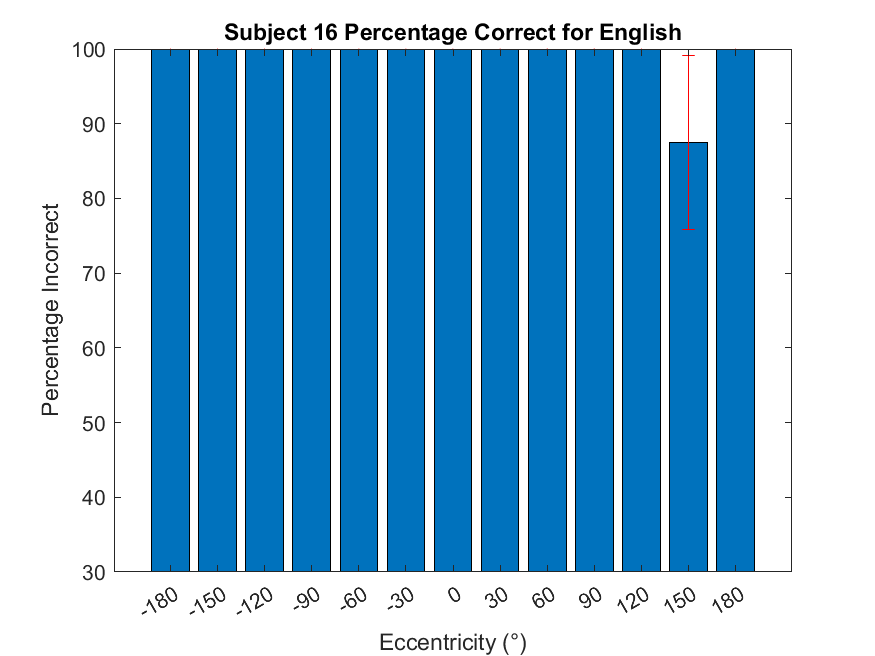 Subject 16 Percentage Correct for English
100
90
80
70
60
50
40
30
Percentage Incorrect
-180 -150 -120 -90 -60 -30 0 30 60 90 120 150 180
Eccentricity (°)